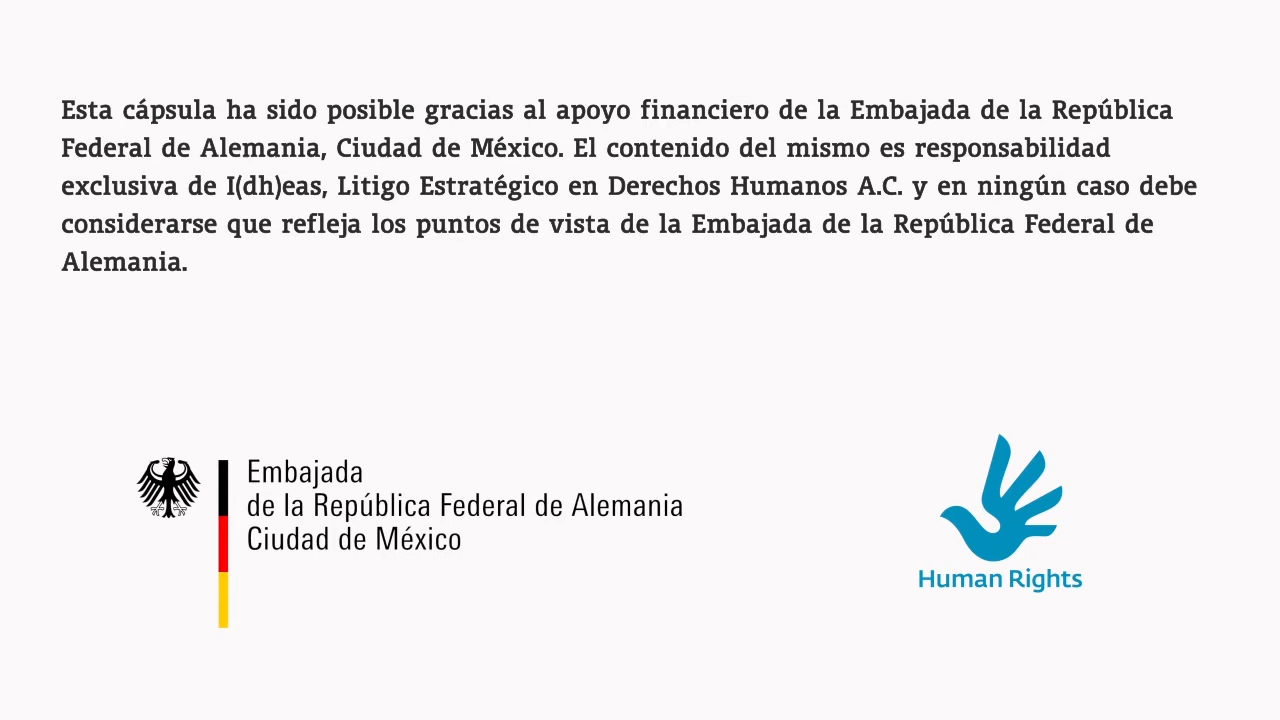 Esta cápsula ha sido posible gracias al apoyo financiero de la Embajada de la República
Federal de Alemania, Ciudad de México. El contenido del mismo es responsabilidad
exclusiva de I(dh)eas, Litigo Estratégico en Derechos Humanos A.C. y en ningún caso debe
considerarse que refleja los puntos de vista de la Embajada de la República Federal de
Alemania.
Embajada
de la República Federal de Alemania
Ciudad de México
Human Rights